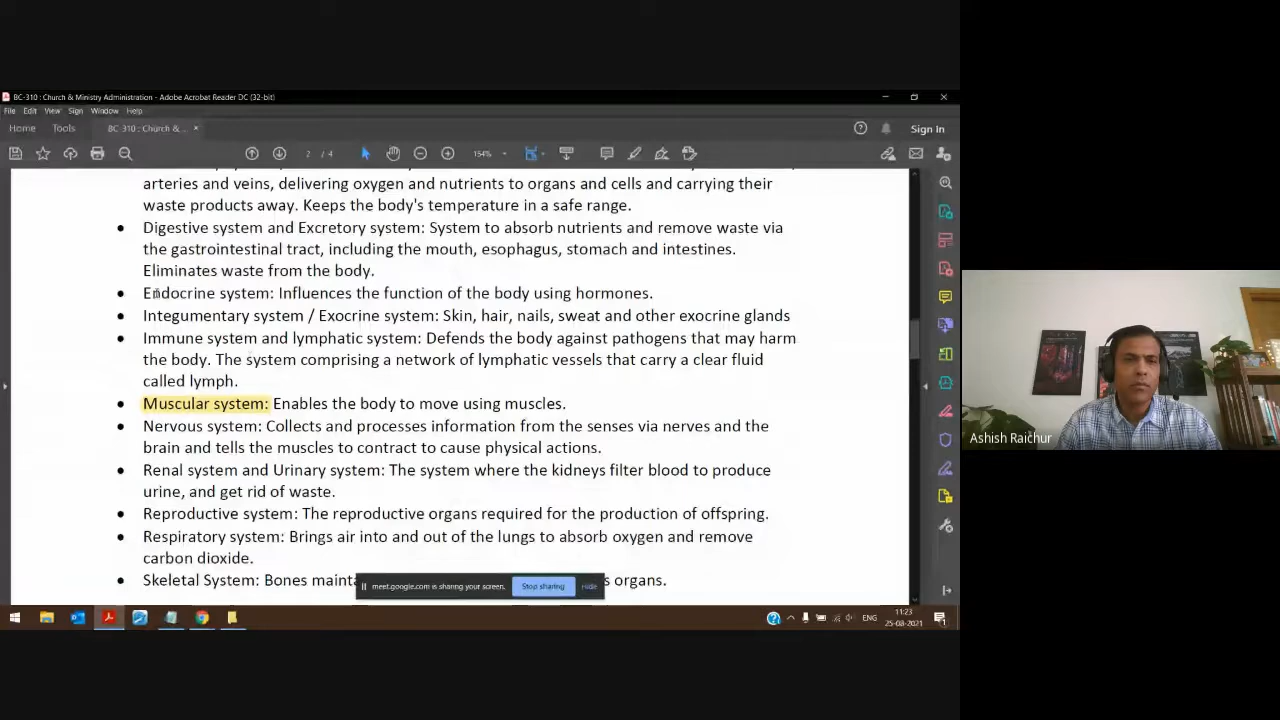 BC-310 : Church & Ministry Administration - Adobe Acrobat Reader DC (32-bit)
File Edit View Sign Window Help
Home Tools BC 310 : Church & ... × Sign In
2 / 4 154%
arteries and veins, delivering oxygen and nutrients to organs and cells and carrying their
waste products away. Keeps the body's temperature in a safe range.
• Digestive system and Excretory system: System to absorb nutrients and remove waste via
the gastrointestinal tract, including the mouth, esophagus, stomach and intestines.
Eliminates waste from the body.
• Endocrine system: Influences the function of the body using hormones.
• Integumentary system / Exocrine system: Skin, hair, nails, sweat and other exocrine glands
• Immune system and lymphatic system: Defends the body against pathogens that may harm
the body. The system comprising a network of lymphatic vessels that carry a clear fluid
called lymph.
• Muscular system: Enables the body to move using muscles.
• Nervous system: Collects and processes information from the senses via nerves and the
brain and tells the muscles to contract to cause physical actions.
• Renal system and Urinary system: The system where the kidneys filter blood to produce
urine, and get rid of waste.
• Reproductive system: The reproductive organs required for the production of offspring.
• Respiratory system: Brings air into and out of the lungs to absorb oxygen and remove
carbon dioxide.
• Skeletal System: Bones mainta s organs.
meet.google.com is sharing your screen. Stop sharing Hide
ENG
11:23
25-08-2021
Ashish Raichur